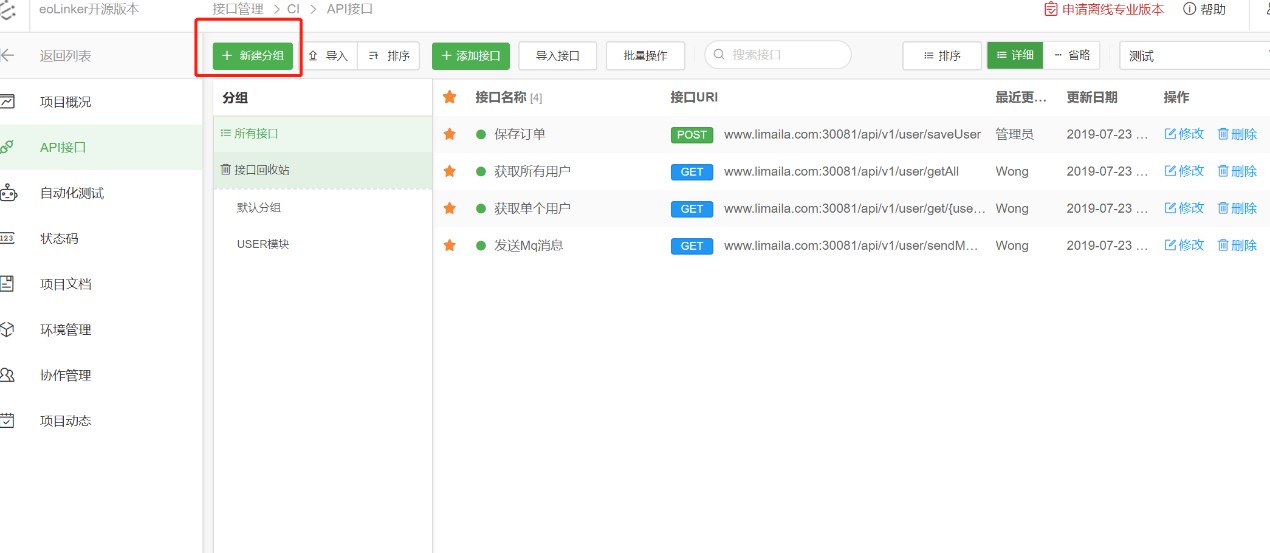 eoLinker开源版本
接口管理 > CI > API接口
申请离线专业版本 帮助
返回列表
+ 新建分组 导入 排序 + 添加接口 导入接口 批量操作 搜索接口 排序 详细 省略 测试
项目概况
API接口
自动化测试
123 状态码
项目文档
环境管理
协作管理
项目动态
分组
所有接口
接口回收站
默认分组
USER模块
接口名称 [4] 接口URI 最近更... 更新日期 操作
保存订单 POST www.limaila.com:30081/api/v1/user/saveUser 管理员 2019-07-23 ... 修改 删除
获取所有用户 GET www.limaila.com:30081/api/v1/user/getAll Wong 2019-07-23 ... 修改 删除
获取单个用户 GET www.limaila.com:30081/api/v1/user/get/{use... Wong 2019-07-23 ... 修改 删除
发送Mq消息 GET www.limaila.com:30081/api/v1/user/sendM... Wong 2019-07-23 ... 修改 删除